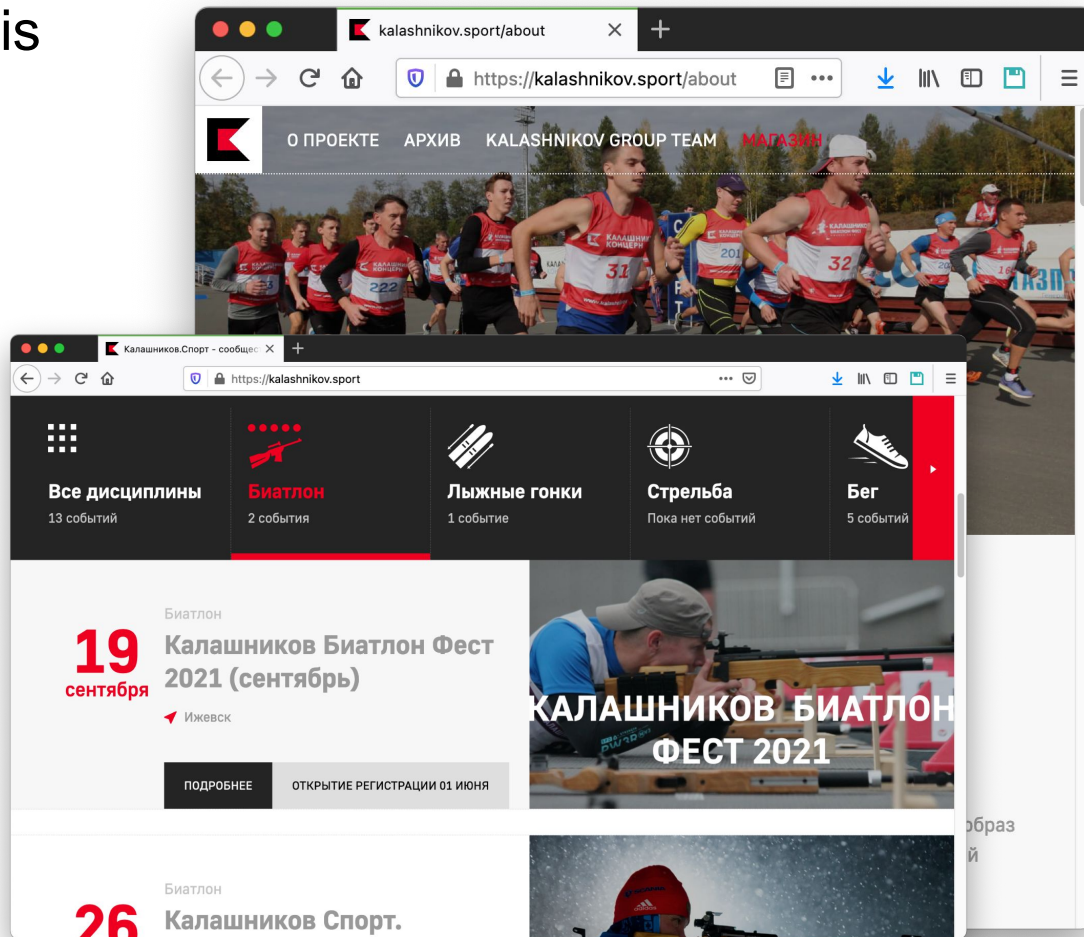 is
kalashnikov.sport/about
https://kalashnikov.sport/about
О ПРОЕКТЕ АРХИВ KALASHNIKOV GROUP TEAM МАГАЗИН
КАЛАШНИКОВ
КОНЦЕРН
222
31
201
32
Калашников.Спорт - сообщес
https://kalashnikov.sport
Все дисциплины
13 событий
Биатлон
2 события
Лыжные гонки
1 событие
Стрельба
Пока нет событий
Бег
5 событий
Биатлон
19
сентября
Калашников Биатлон Фест
2021 (сентябрь)
Ижевск
ПОДРОБНЕЕ ОТКРЫТИЕ РЕГИСТРАЦИИ 01 ИЮНЯ
КАЛАШНИКОВ БИАТЛОН
ФЕСТ 2021
образ
й
Биатлон
26
Калашников Спорт.
adidas